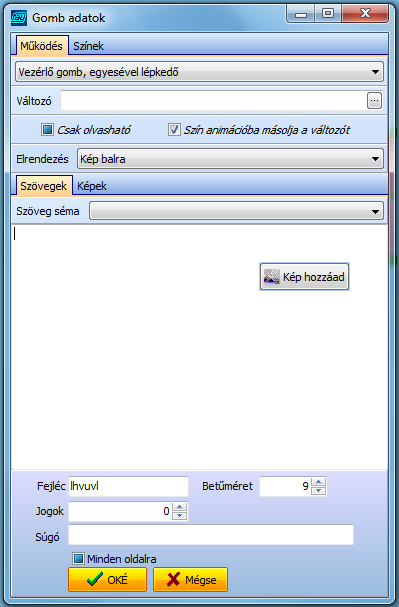 Gomb adatok
Működés Színek
Vezérlő gomb, egyesével lépkedő
Változó ...
Csak olvasható Szín animációba másolja a változót
Elrendezés Kép balra
Szövegek Képek
Szöveg séma
Kép hozzáad
Fejléc lhvuvl Betűméret 9
Jogok 0
Súgó
Minden oldalra
OKÉ Mégse